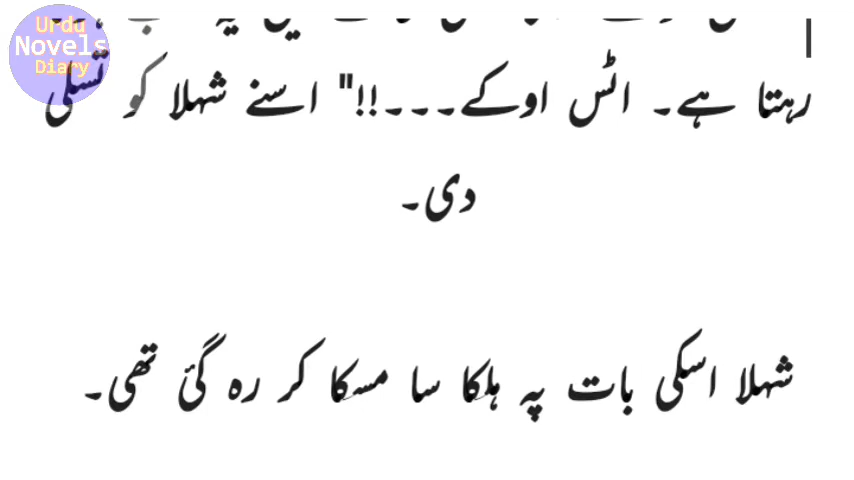 Urdu
Novels
Diary
رہتا ہے۔ اٹس اوکے۔۔۔!!" اسنے شہلا کو تسلی
دی۔
شہلا اسکی بات پہ ہلکا سا مسکا کر رہ گئ تھی۔